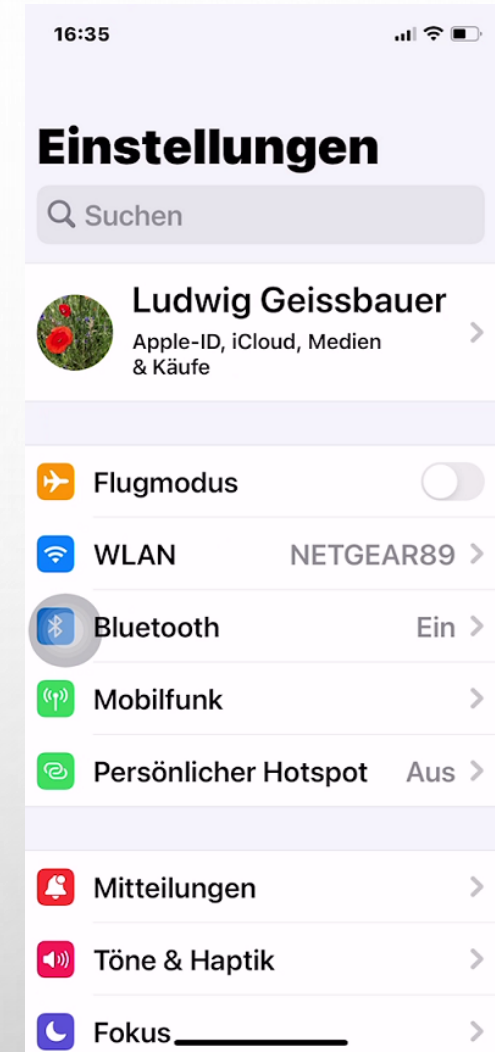 16:35
Einstellungen
Suchen
Ludwig Geissbauer
Apple-ID, iCloud, Medien
& Käufe
Flugmodus
WLAN NETGEAR89
Bluetooth Ein
Mobilfunk
Persönlicher Hotspot Aus
Mitteilungen
Töne & Haptik
Fokus